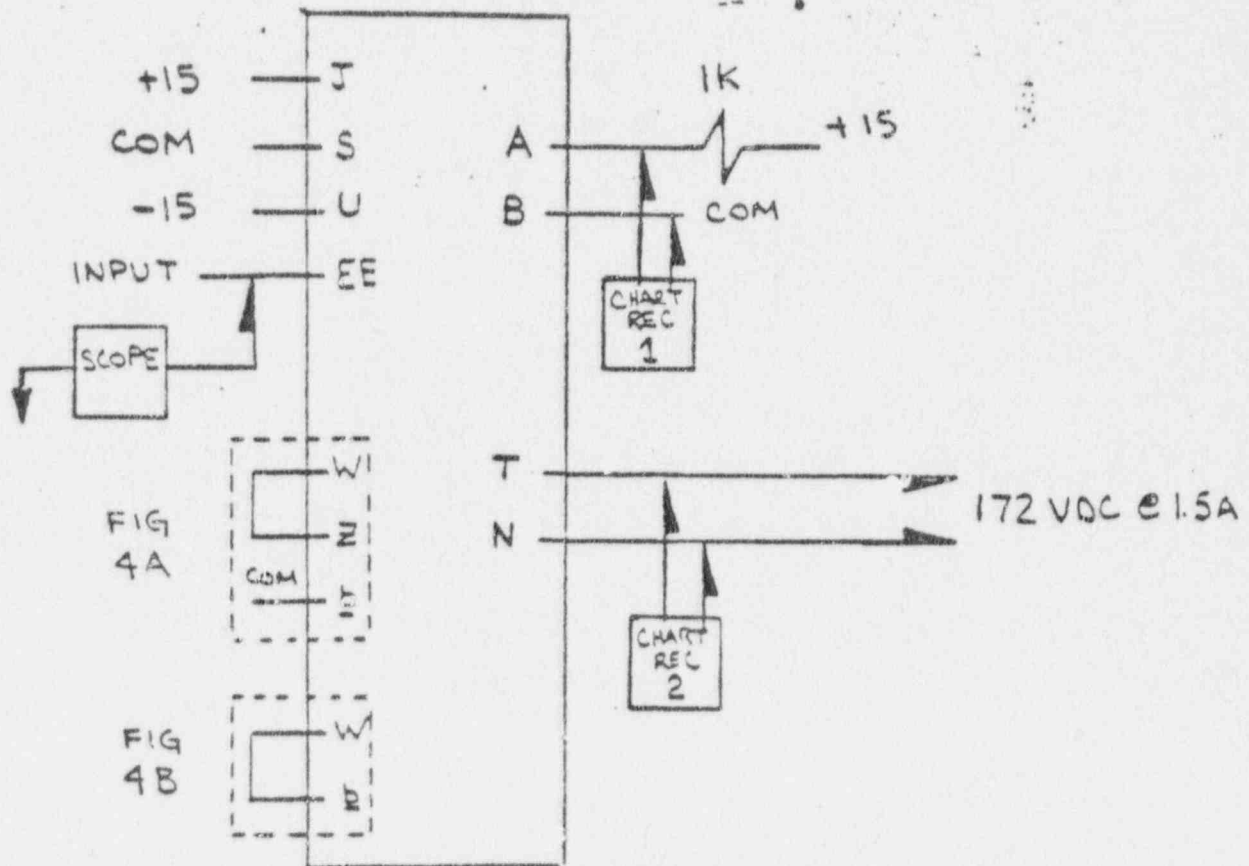 +15 J
COM S
-15 U
INPUT EE
SCOPE
A 1K +15
B COM
CHART
REC
1
FIG
4A
W
COM
T
N
172 VDC @ 1.5A
CHART
REC
2
FIG
4B
W